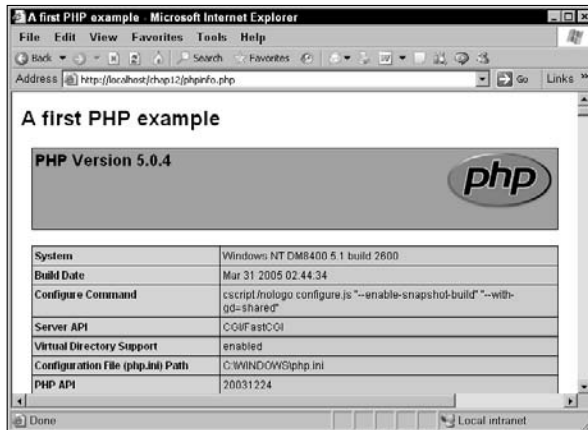 A first PHP example - Microsoft Internet Explorer
File Edit View Favorites Tools Help
Back Search Favorites
Address http://localhost/chap12/phpinfo.php Go Links »
A first PHP example
PHP Version 5.0.4
php
System Windows NT DM8400 5.1 build 2600
Build Date Mar 31 2005 02:44:34
Configure Command cscript /nologo configure.js "--enable-snapshot-build" "--with-
gd=shared"
Server API CGI/FastCGI
Virtual Directory Support enabled
Configuration File (php.ini) Path C:\WINDOWS\php.ini
PHP API 20031224
Done Local intranet